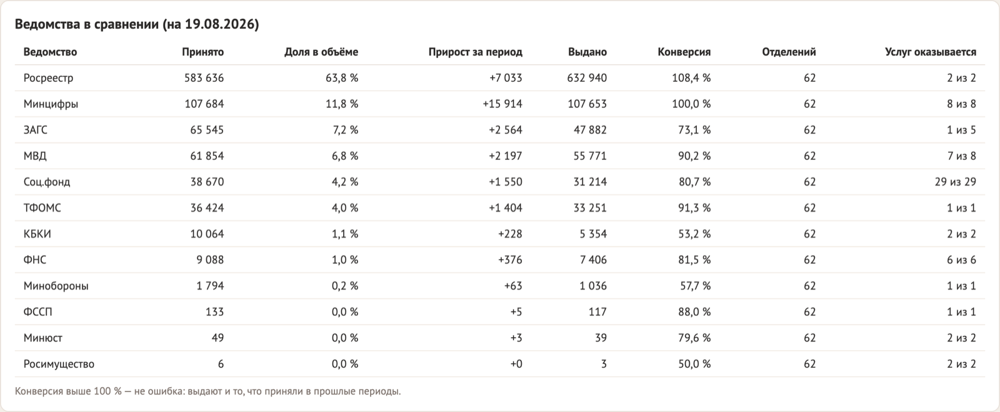 Ведомства в сравнении (на 19.08.2026)
Ведомство Принято Доля в объёме Прирост за период Выдано Конверсия Отделений Услуг оказывается
Росреестр 583 636 63,8 % +7 033 632 940 108,4 % 62 2 из 2
Минцифры 107 684 11,8 % +15 914 107 653 100,0 % 62 8 из 8
ЗАГС 65 545 7,2 % +2 564 47 882 73,1 % 62 1 из 5
МВД 61 854 6,8 % +2 197 55 771 90,2 % 62 7 из 8
Соц.фонд 38 670 4,2 % +1 550 31 214 80,7 % 62 29 из 29
ТФОМС 36 424 4,0 % +1 404 33 251 91,3 % 62 1 из 1
КБКИ 10 064 1,1 % +228 5 354 53,2 % 62 2 из 2
ФНС 9 088 1,0 % +376 7 406 81,5 % 62 6 из 6
Минобороны 1 794 0,2 % +63 1 036 57,7 % 62 1 из 1
ФССП 133 0,0 % +5 117 88,0 % 62 1 из 1
Минюст 49 0,0 % +3 39 79,6 % 62 2 из 2
Росимущество 6 0,0 % +0 3 50,0 % 62 2 из 2
Конверсия выше 100 % — не ошибка: выдают и то, что приняли в прошлые периоды.